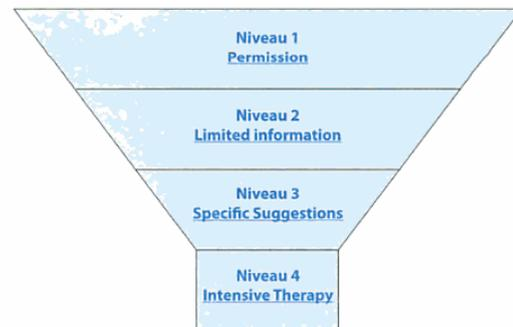 Niveau 1
Permission
Niveau 2
Limited information
Niveau 3
Specific Suggestions
Niveau 4
Intensive Therapy